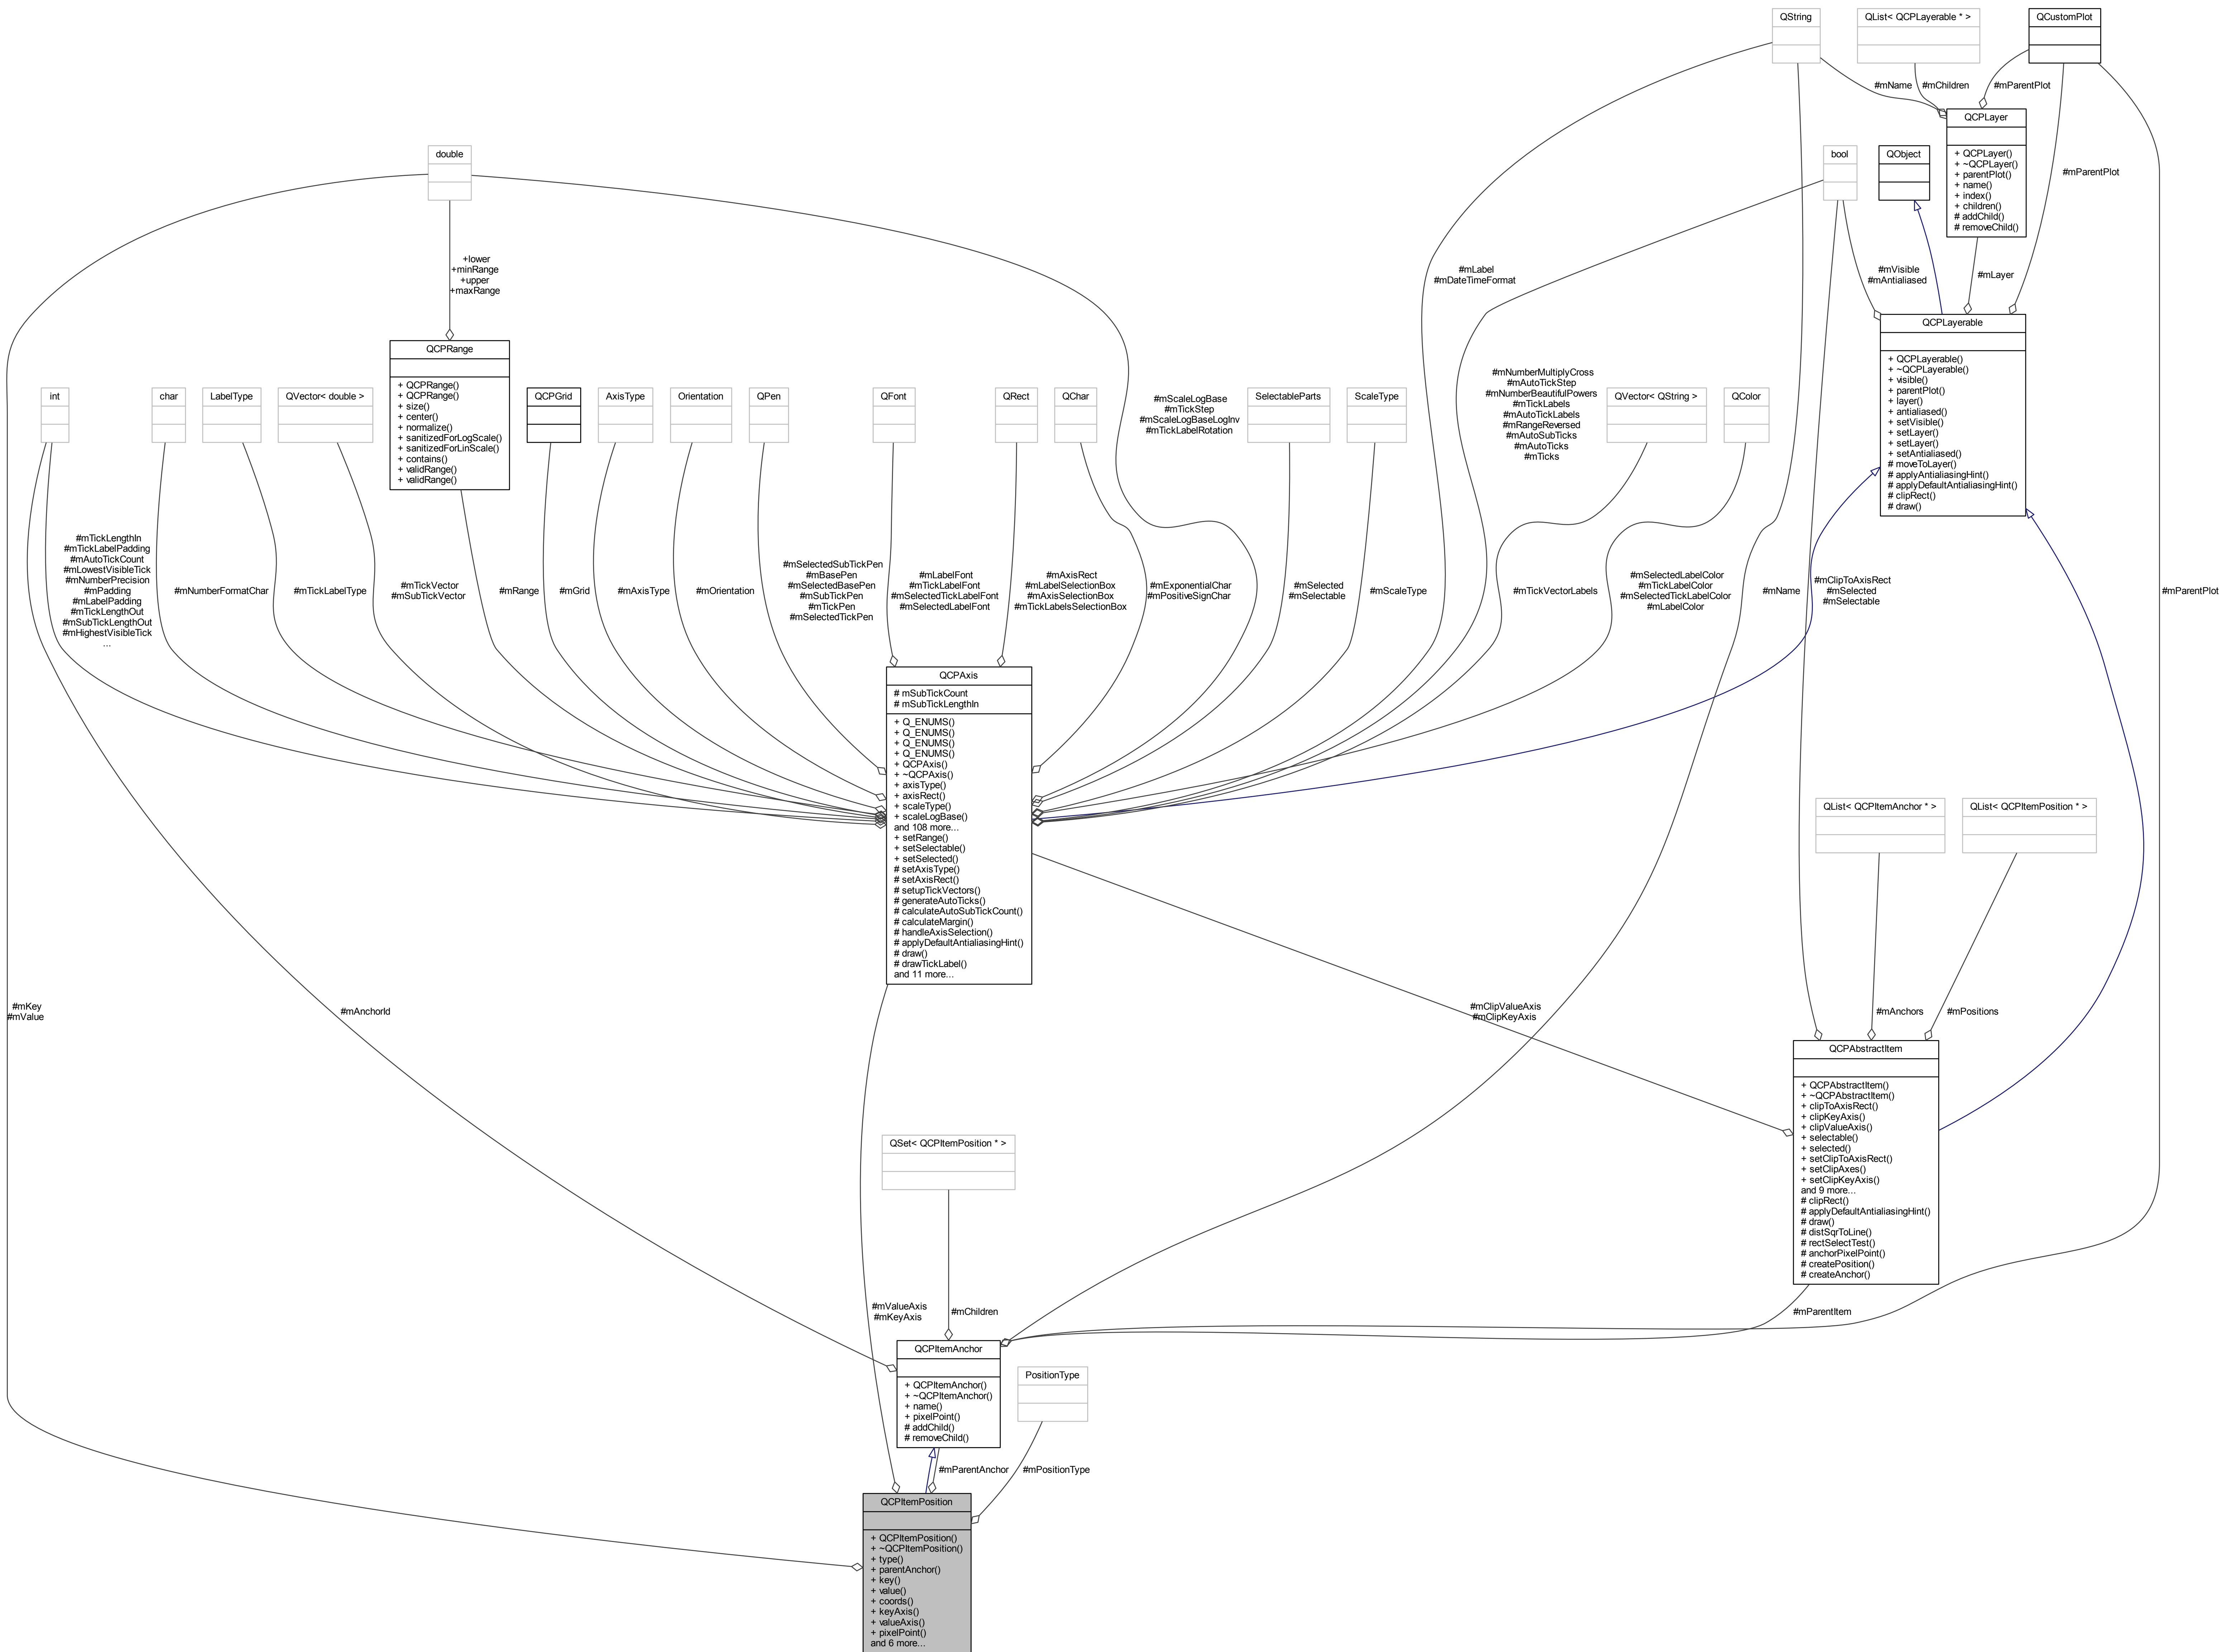 QString
QList< QCPLayerable * >
QCustomPlot
#mName
#mChildren
#mParentPlot
QCPLayer
+ QCPLayer()
+ ~QCPLayer()
+ parentPlot()
+ name()
+ index()
+ children()
# addChild()
# removeChild()
double
bool
QObject
#mParentPlot
+lower
+minRange
+upper
+maxRange
#mLabel
#mDateTimeFormat
#mVisible
#mAntialiased
#mLayer
QCPLayerable
+ QCPLayerable()
+ ~QCPLayerable()
+ visible()
+ parentPlot()
+ layer()
+ antialiased()
+ setVisible()
+ setLayer()
+ setLayer()
+ setAntialiased()
# moveToLayer()
# applyAntialiasingHint()
# applyDefaultAntialiasingHint()
# clipRect()
# draw()
QCPRange
+ QCPRange()
+ QCPRange()
+ size()
+ center()
+ normalize()
+ sanitizedForLogScale()
+ sanitizedForLinScale()
+ contains()
+ validRange()
+ validRange()
int
char
LabelType
QVector< double >
QCPGrid
AxisType
Orientation
QPen
QFont
QRect
QChar
#mScaleLogBase
#mTickStep
#mScaleLogBaseLogInv
#mTickLabelRotation
SelectableParts
ScaleType
#mNumberMultiplyCross
#mAutoTickStep
#mNumberBeautifulPowers
#mTickLabels
#mAutoTickLabels
#mRangeReversed
#mAutoSubTicks
#mAutoTicks
#mTicks
QVector< QString >
QColor
#mTickLengthIn
#mTickLabelPadding
#mAutoTickCount
#mLowestVisibleTick
#mNumberPrecision
#mPadding
#mLabelPadding
#mTickLengthOut
#mSubTickLengthOut
#mHighestVisibleTick
...
#mNumberFormatChar
#mTickLabelType
#mTickVector
#mSubTickVector
#mRange
#mGrid
#mAxisType
#mOrientation
#mSelectedSubTickPen
#mBasePen
#mSelectedBasePen
#mSubTickPen
#mTickPen
#mSelectedTickPen
#mLabelFont
#mTickLabelFont
#mSelectedTickLabelFont
#mSelectedLabelFont
#mAxisRect
#mLabelSelectionBox
#mAxisSelectionBox
#mTickLabelsSelectionBox
#mExponentialChar
#mPositiveSignChar
#mSelected
#mSelectable
#mScaleType
#mTickVectorLabels
#mSelectedLabelColor
#mTickLabelColor
#mSelectedTickLabelColor
#mLabelColor
#mName
#mClipToAxisRect
#mSelected
#mSelectable
#mParentPlot
QCPAxis
# mSubTickCount
# mSubTickLengthIn
+ Q_ENUMS()
+ Q_ENUMS()
+ Q_ENUMS()
+ Q_ENUMS()
+ QCPAxis()
+ ~QCPAxis()
+ axisType()
+ axisRect()
+ scaleType()
+ scaleLogBase()
and 108 more...
+ setRange()
+ setSelectable()
+ setSelected()
# setAxisType()
# setAxisRect()
# setupTickVectors()
# generateAutoTicks()
# calculateAutoSubTickCount()
# calculateMargin()
# handleAxisSelection()
# applyDefaultAntialiasingHint()
# draw()
# drawTickLabel()
and 11 more...
QList< QCPItemAnchor * >
QList< QCPItemPosition * >
#mKey
#mValue
#mAnchorId
#mClipValueAxis
#mClipKeyAxis
#mAnchors
#mPositions
QCPAbstractItem
+ QCPAbstractItem()
+ ~QCPAbstractItem()
+ clipToAxisRect()
+ clipKeyAxis()
+ clipValueAxis()
+ selectable()
+ selected()
+ setClipToAxisRect()
+ setClipAxes()
+ setClipKeyAxis()
and 9 more...
# clipRect()
# applyDefaultAntialiasingHint()
# draw()
# distSqrToLine()
# rectSelectTest()
# anchorPixelPoint()
# createPosition()
# createAnchor()
QSet< QCPItemPosition * >
#mValueAxis
#mKeyAxis
#mChildren
#mParentItem
QCPItemAnchor
+ QCPItemAnchor()
+ ~QCPItemAnchor()
+ name()
+ pixelPoint()
# addChild()
# removeChild()
PositionType
#mParentAnchor
#mPositionType
QCPItemPosition
+ QCPItemPosition()
+ ~QCPItemPosition()
+ type()
+ parentAnchor()
+ key()
+ value()
+ coords()
+ keyAxis()
+ valueAxis()
+ pixelPoint()
and 6 more...